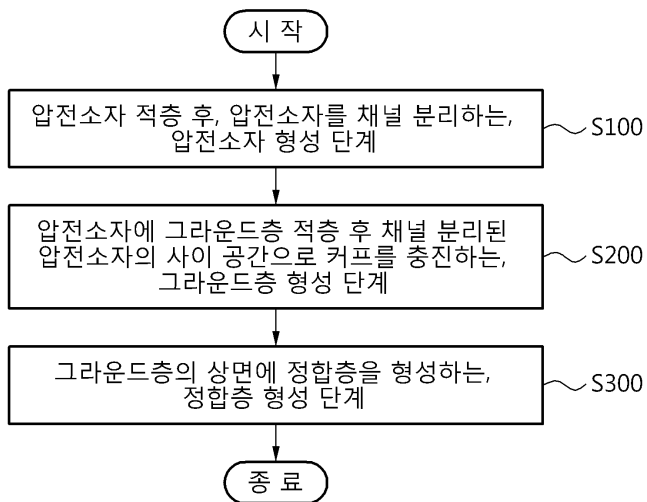 시 작
압전소자 적층 후, 압전소자를 채널 분리하는,
압전소자 형성 단계
S100
압전소자에 그라운드층 적층 후 채널 분리된
압전소자의 사이 공간으로 커프를 충진하는,
그라운드층 형성 단계
S200
그라운드층의 상면에 정합층을 형성하는,
정합층 형성 단계
S300
종 료